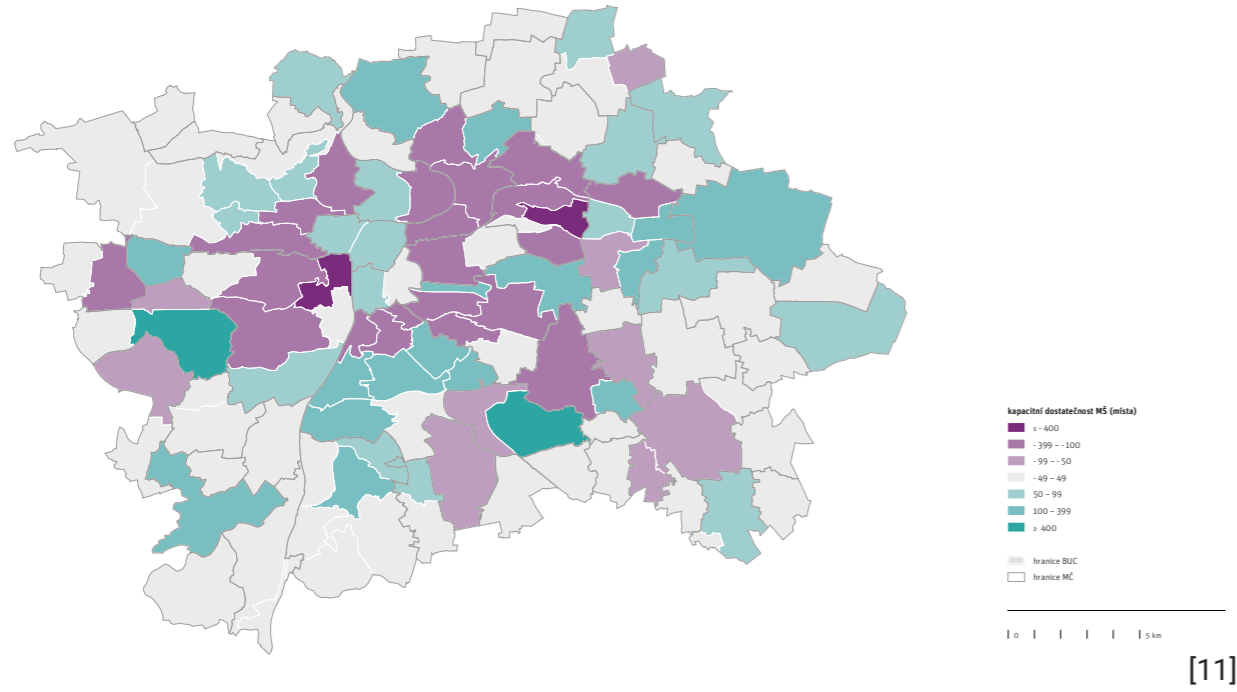 kapacitní dostatečnost MŠ (místa)
≤ - 400
- 399 – - 100
- 99 – - 50
- 49 – 49
50 – 99
100 – 399
≥ 400
hranice BUC
hranice MČ
0 5 km
[11]